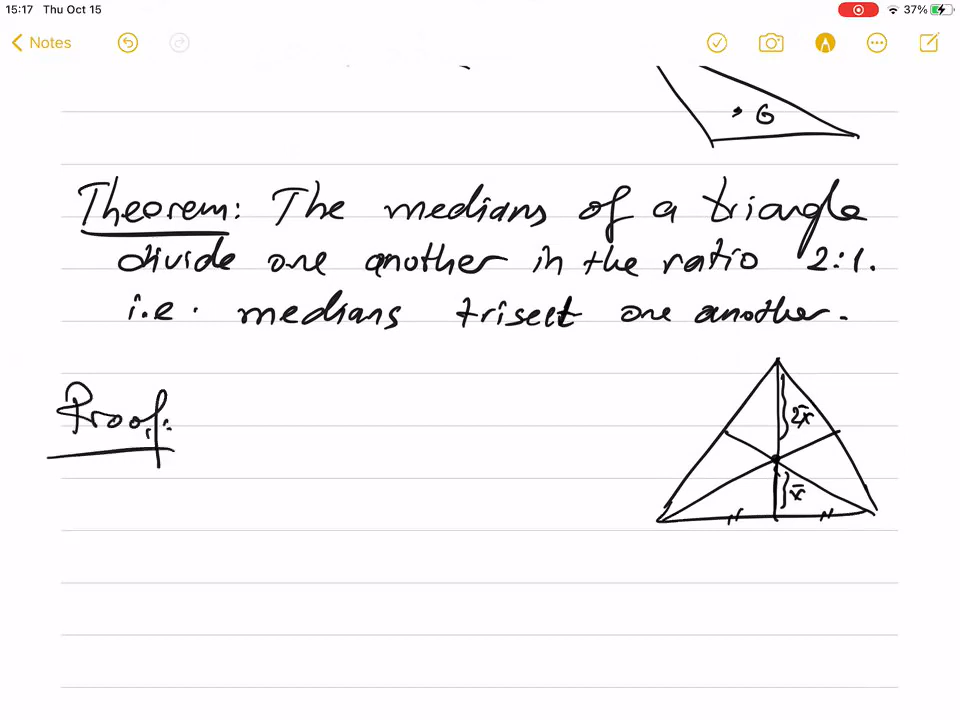 15:17 Thu Oct 15
37%
Notes
G
Theorem: The medians of a triangle
divide one another in the ratio 2:1.
i.e. medians trisect one another.
Proof:
2x̄
x̄